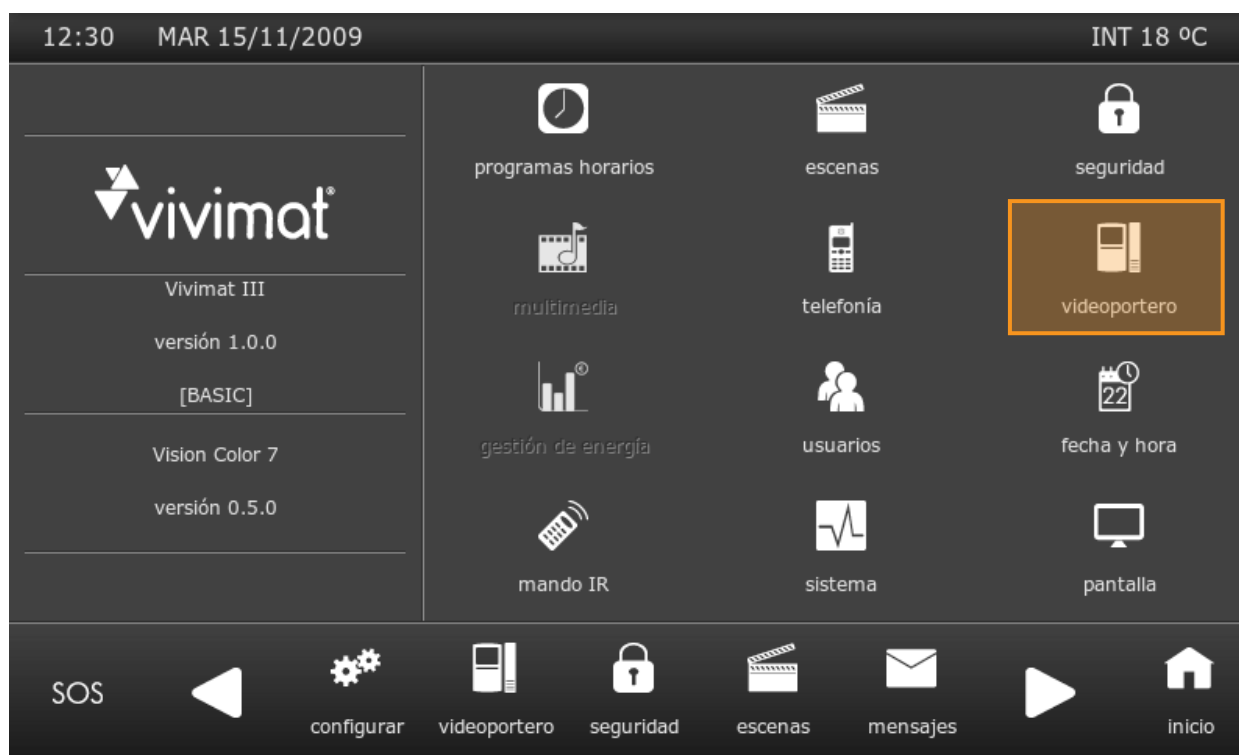 12:30 MAR 15/11/2009 INT 18 ºC
vivimat®
Vivimat III
versión 1.0.0
[BASIC]
Vision Color 7
versión 0.5.0
programas horarios escenas seguridad
multimedia telefonía videoportero
gestión de energía usuarios fecha y hora
22
mando IR sistema pantalla
SOS configurar videoportero seguridad escenas mensajes inicio